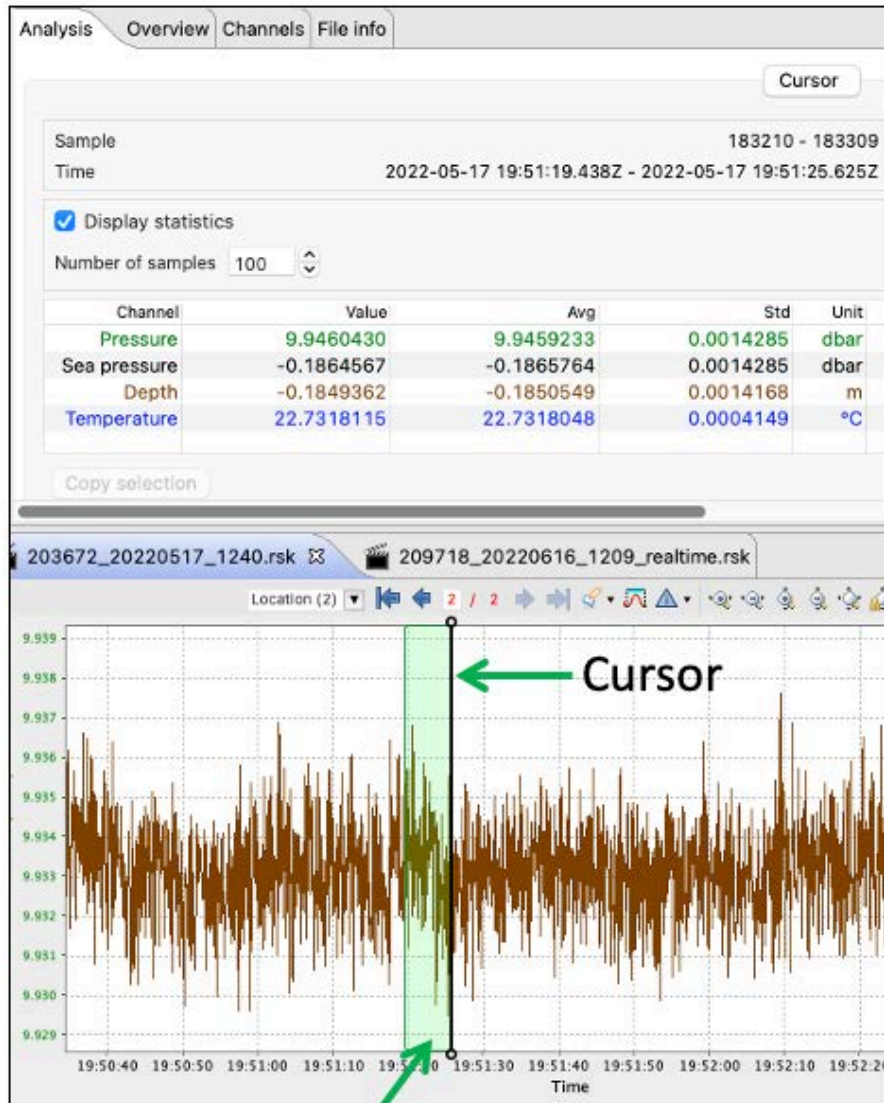 Analysis Overview Channels File info
Cursor
Sample 183210 - 183309
Time 2022-05-17 19:51:19.438Z - 2022-05-17 19:51:25.625Z
Display statistics
Number of samples 100
Channel Value Avg Std Unit
Pressure 9.9460430 9.9459233 0.0014285 dbar
Sea pressure -0.1864567 -0.1865764 0.0014285 dbar
Depth -0.1849362 -0.1850549 0.0014168 m
Temperature 22.7318115 22.7318048 0.0004149 °C
Copy selection
203672_20220517_1240.rsk 209718_20220616_1209_realtime.rsk
Location (2) 2 / 2
9.939
9.938
Cursor
9.937
9.936
9.935
9.934
9.933
9.932
9.931
9.930
9.929
19:50:40 19:50:50 19:51:00 19:51:10 19:51:30 19:51:40 19:51:50 19:52:00 19:52:10
Time